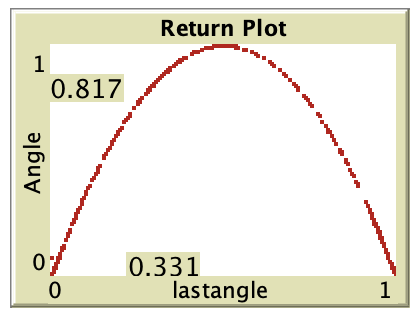 Return Plot
1
0.817
Angle
0
0.331
0 lastangle 1